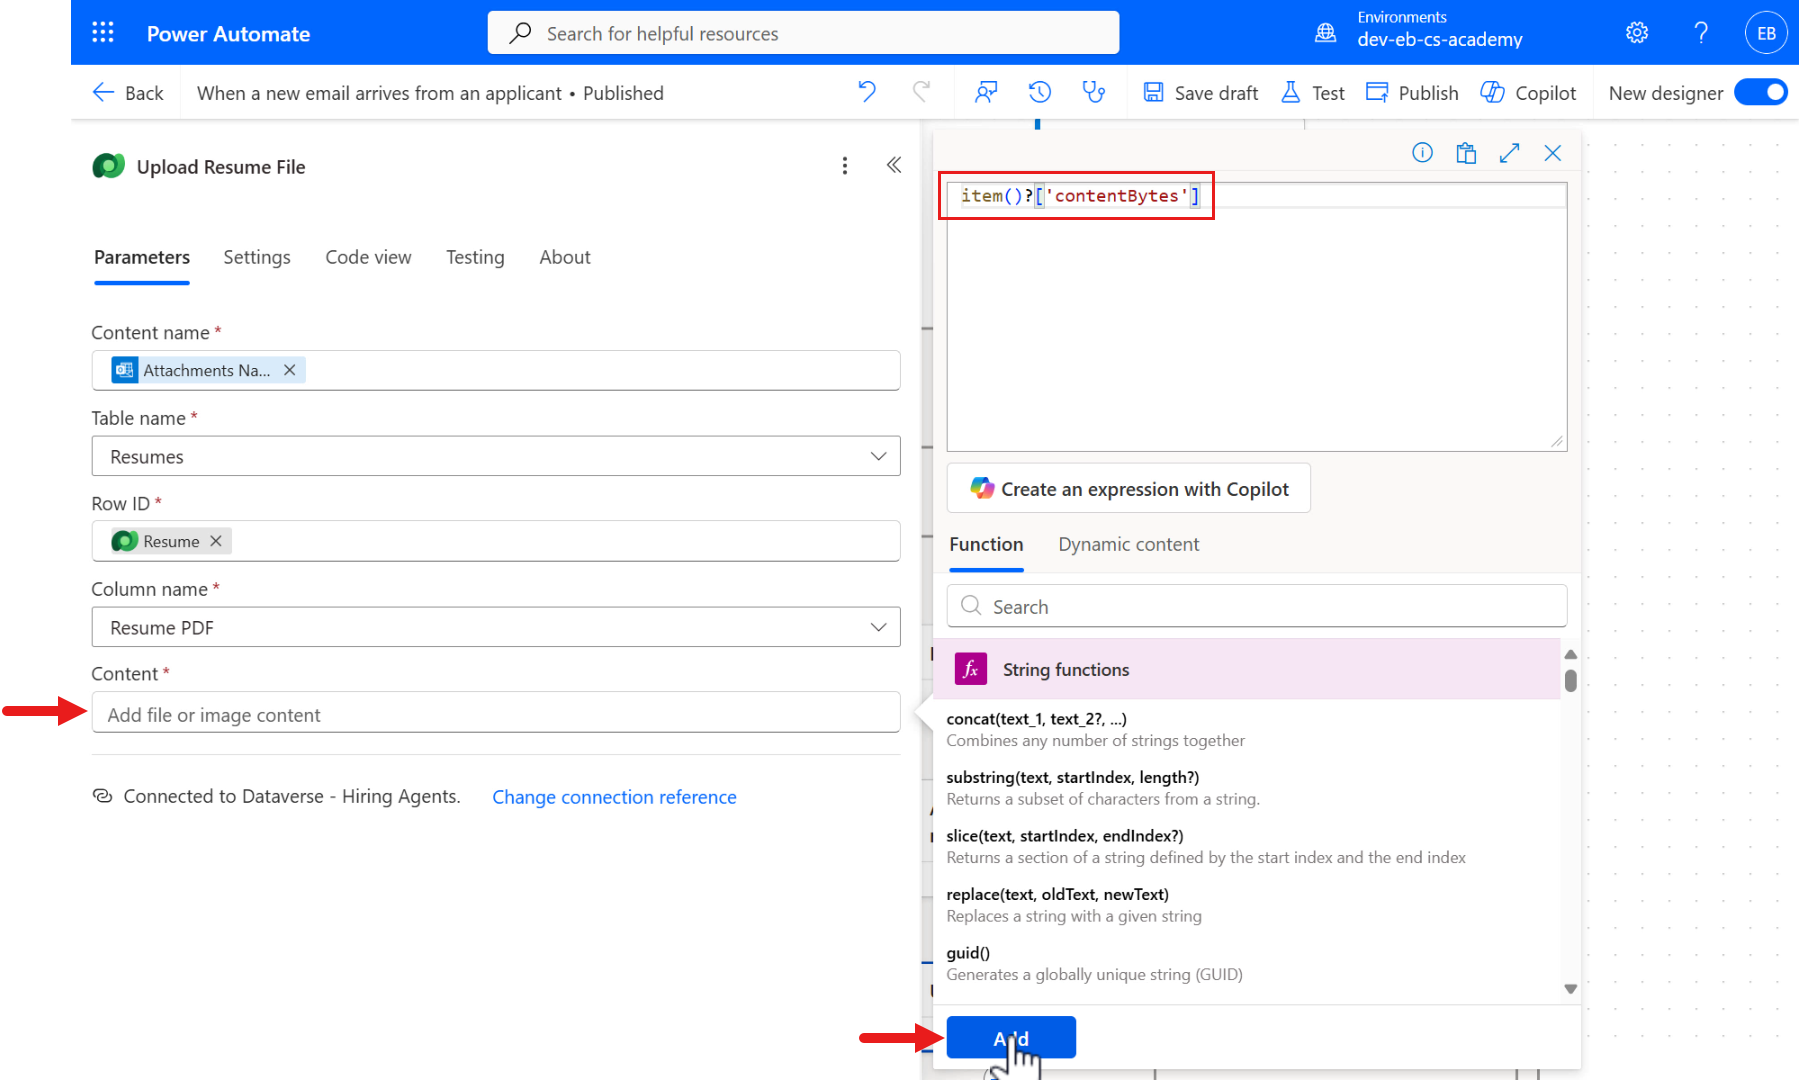 Power Automate
Search for helpful resources
Environments
dev-eb-cs-academy
EB
Back
When a new email arrives from an applicant • Published
Save draft
Test
Publish
Copilot
New designer
Upload Resume File
Parameters
Settings
Code view
Testing
About
Content name *
Attachments Na...
Table name *
Resumes
Row ID *
Resume
Column name *
Resume PDF
Content *
Add file or image content
Connected to Dataverse - Hiring Agents.
Change connection reference
item()?['contentBytes']
Create an expression with Copilot
Function
Dynamic content
Search
fx
String functions
concat(text_1, text_2?, ...)
Combines any number of strings together
substring(text, startIndex, length?)
Returns a subset of characters from a string.
slice(text, startIndex, endIndex?)
Returns a section of a string defined by the start index and the end index
replace(text, oldText, newText)
Replaces a string with a given string
guid()
Generates a globally unique string (GUID)
Add